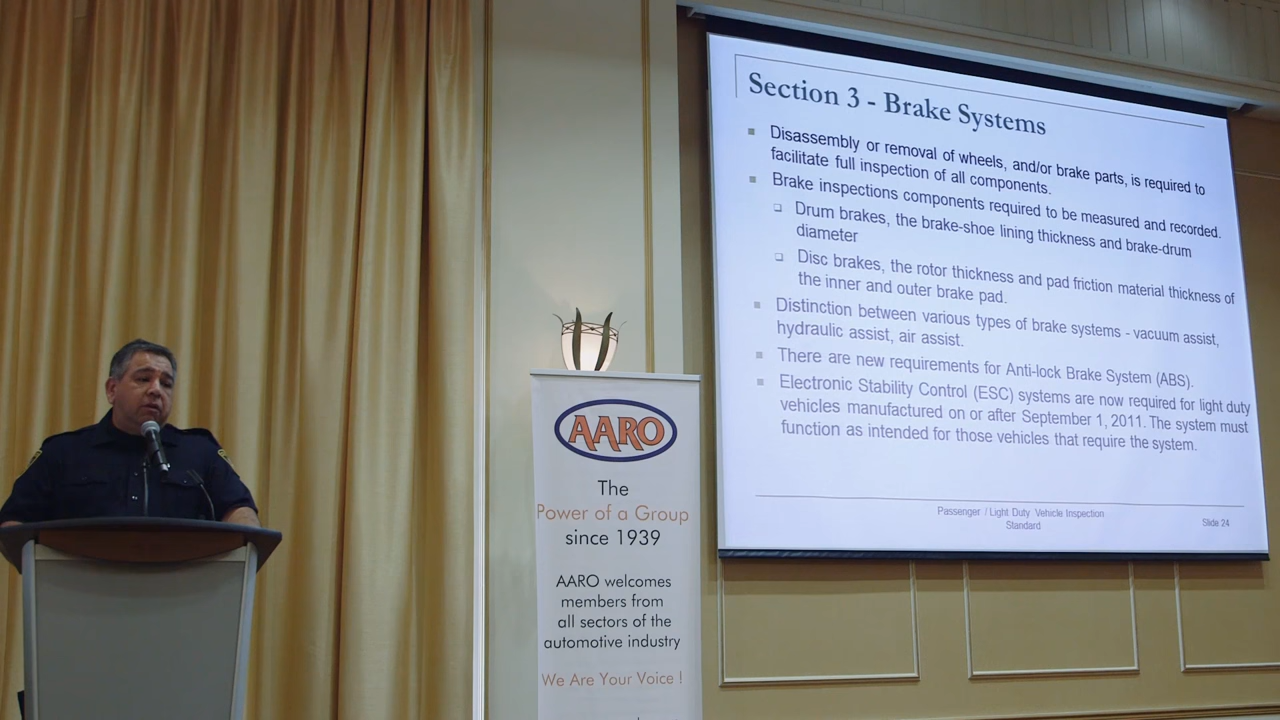 Section 3 - Brake Systems
Disassembly or removal of wheels, and/or brake parts, is required to
facilitate full inspection of all components.
Brake inspections components required to be measured and recorded.
Drum brakes, the brake-shoe lining thickness and brake-drum
diameter
Disc brakes, the rotor thickness and pad friction material thickness of
the inner and outer brake pad.
Distinction between various types of brake systems - vacuum assist,
hydraulic assist, air assist.
There are new requirements for Anti-lock Brake System (ABS).
Electronic Stability Control (ESC) systems are now required for light duty
vehicles manufactured on or after September 1, 2011. The system must
function as intended for those vehicles that require the system.
Passenger / Light Duty Vehicle Inspection
Standard
Slide 24
AARO
The
Power of a Group
since 1939
AARO welcomes
members from
all sectors of the
automotive industry
We Are Your Voice !